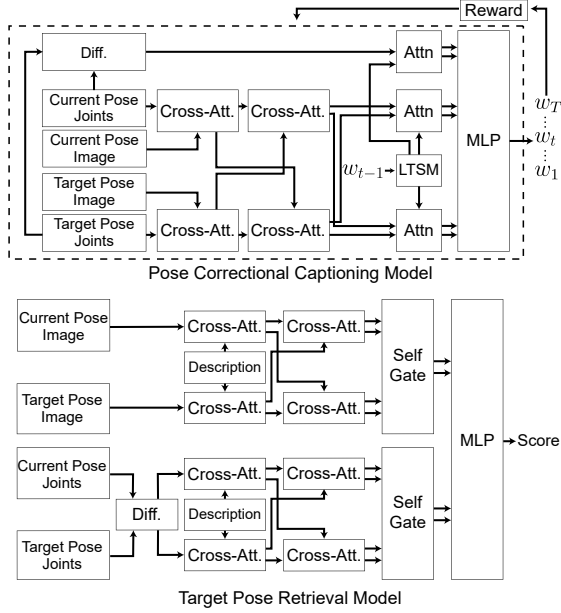 Reward
Diff.
Attn
Current Pose
Joints
Cross-Att.
Cross-Att.
Attn
Current Pose
Image
MLP
w_T
w_t
w_1
Target Pose
Image
w_{t−1}
LTSM
Target Pose
Joints
Cross-Att.
Cross-Att.
Attn
Pose Correctional Captioning Model
Current Pose
Image
Cross-Att.
Cross-Att.
Description
Self
Gate
Target Pose
Image
Cross-Att.
Cross-Att.
MLP
Score
Current Pose
Joints
Cross-Att.
Cross-Att.
Diff.
Description
Self
Gate
Target Pose
Joints
Cross-Att.
Cross-Att.
Target Pose Retrieval Model